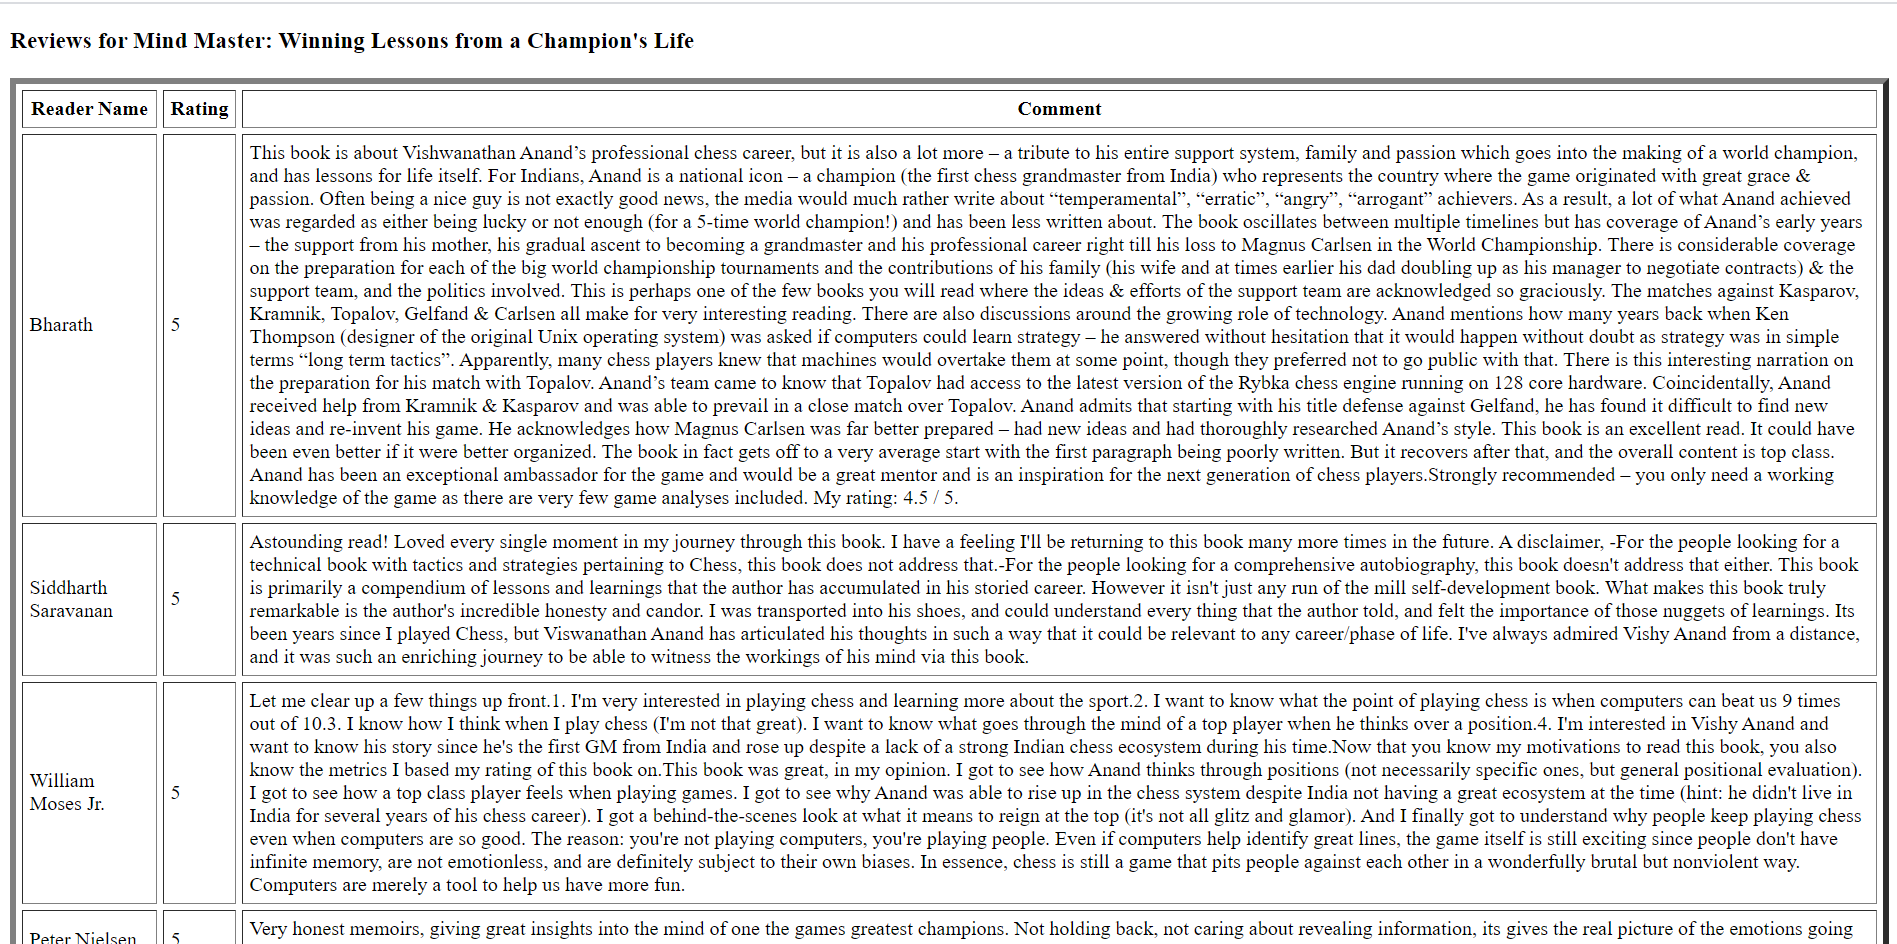 Reviews for Mind Master: Winning Lessons from a Champion's Life
Reader Name
Rating
Comment
Bharath
5
This book is about Vishwanathan Anand’s professional chess career, but it is also a lot more – a tribute to his entire support system, family and passion which goes into the making of a world champion,
and has lessons for life itself. For Indians, Anand is a national icon – a champion (the first chess grandmaster from India) who represents the country where the game originated with great grace &
passion. Often being a nice guy is not exactly good news, the media would much rather write about “temperamental”, “erratic”, “angry”, “arrogant” achievers. As a result, a lot of what Anand achieved
was regarded as either being lucky or not enough (for a 5-time world champion!) and has been less written about. The book oscillates between multiple timelines but has coverage of Anand’s early years
– the support from his mother, his gradual ascent to becoming a grandmaster and his professional career right till his loss to Magnus Carlsen in the World Championship. There is considerable coverage
on the preparation for each of the big world championship tournaments and the contributions of his family (his wife and at times earlier his dad doubling up as his manager to negotiate contracts) & the
support team, and the politics involved. This is perhaps one of the few books you will read where the ideas & efforts of the support team are acknowledged so graciously. The matches against Kasparov,
Kramnik, Topalov, Gelfand & Carlsen all make for very interesting reading. There are also discussions around the growing role of technology. Anand mentions how many years back when Ken
Thompson (designer of the original Unix operating system) was asked if computers could learn strategy – he answered without hesitation that it would happen without doubt as strategy was in simple
terms “long term tactics”. Apparently, many chess players knew that machines would overtake them at some point, though they preferred not to go public with that. There is this interesting narration on
the preparation for his match with Topalov. Anand’s team came to know that Topalov had access to the latest version of the Rybka chess engine running on 128 core hardware. Coincidentally, Anand
received help from Kramnik & Kasparov and was able to prevail in a close match over Topalov. Anand admits that starting with his title defense against Gelfand, he has found it difficult to find new
ideas and re-invent his game. He acknowledges how Magnus Carlsen was far better prepared – had new ideas and had thoroughly researched Anand’s style. This book is an excellent read. It could have
been even better if it were better organized. The book in fact gets off to a very average start with the first paragraph being poorly written. But it recovers after that, and the overall content is top class.
Anand has been an exceptional ambassador for the game and would be a great mentor and is an inspiration for the next generation of chess players.Strongly recommended – you only need a working
knowledge of the game as there are very few game analyses included. My rating: 4.5 / 5.
Siddharth
Saravanan
5
Astounding read! Loved every single moment in my journey through this book. I have a feeling I'll be returning to this book many more times in the future. A disclaimer, -For the people looking for a
technical book with tactics and strategies pertaining to Chess, this book does not address that.-For the people looking for a comprehensive autobiography, this book doesn't address that either. This book
is primarily a compendium of lessons and learnings that the author has accumulated in his storied career. However it isn't just any run of the mill self-development book. What makes this book truly
remarkable is the author's incredible honesty and candor. I was transported into his shoes, and could understand every thing that the author told, and felt the importance of those nuggets of learnings. Its
been years since I played Chess, but Viswanathan Anand has articulated his thoughts in such a way that it could be relevant to any career/phase of life. I've always admired Vishy Anand from a distance,
and it was such an enriching journey to be able to witness the workings of his mind via this book.
William
Moses Jr.
5
Let me clear up a few things up front.1. I'm very interested in playing chess and learning more about the sport.2. I want to know what the point of playing chess is when computers can beat us 9 times
out of 10.3. I know how I think when I play chess (I'm not that great). I want to know what goes through the mind of a top player when he thinks over a position.4. I'm interested in Vishy Anand and
want to know his story since he's the first GM from India and rose up despite a lack of a strong Indian chess ecosystem during his time.Now that you know my motivations to read this book, you also
know the metrics I based my rating of this book on.This book was great, in my opinion. I got to see how Anand thinks through positions (not necessarily specific ones, but general positional evaluation).
I got to see how a top class player feels when playing games. I got to see why Anand was able to rise up in the chess system despite India not having a great ecosystem at the time (hint: he didn't live in
India for several years of his chess career). I got a behind-the-scenes look at what it means to reign at the top (it's not all glitz and glamor). And I finally got to understand why people keep playing chess
even when computers are so good. The reason: you're not playing computers, you're playing people. Even if computers help identify great lines, the game itself is still exciting since people don't have
infinite memory, are not emotionless, and are definitely subject to their own biases. In essence, chess is still a game that pits people against each other in a wonderfully brutal but nonviolent way.
Computers are merely a tool to help us have more fun.
Peter Nielsen
5
Very honest memoirs, giving great insights into the mind of one the games greatest champions. Not holding back, not caring about revealing information, its gives the real picture of the emotions going